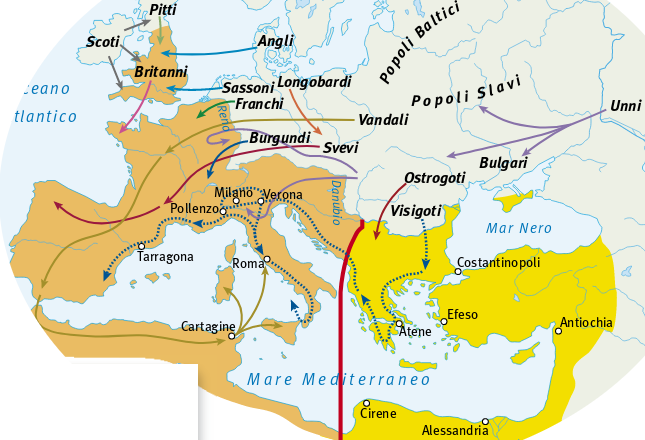 Pitti
Scoti
Angli
Britanni
Popoli Baltici
Popoli Slavi
Sassoni
Longobardi
Franchi
Unni
ceano
tlantico
Reno
Vandali
Burgundi
Svevi
Bulgari
Ostrogoti
Visigoti
Danubio
Milano
Verona
Pollenzo
Mar Nero
Tarragona
Roma
Costantinopoli
Cartagine
Atene
Efeso
Antiochia
Mare Mediterraneo
Cirene
Alessandria